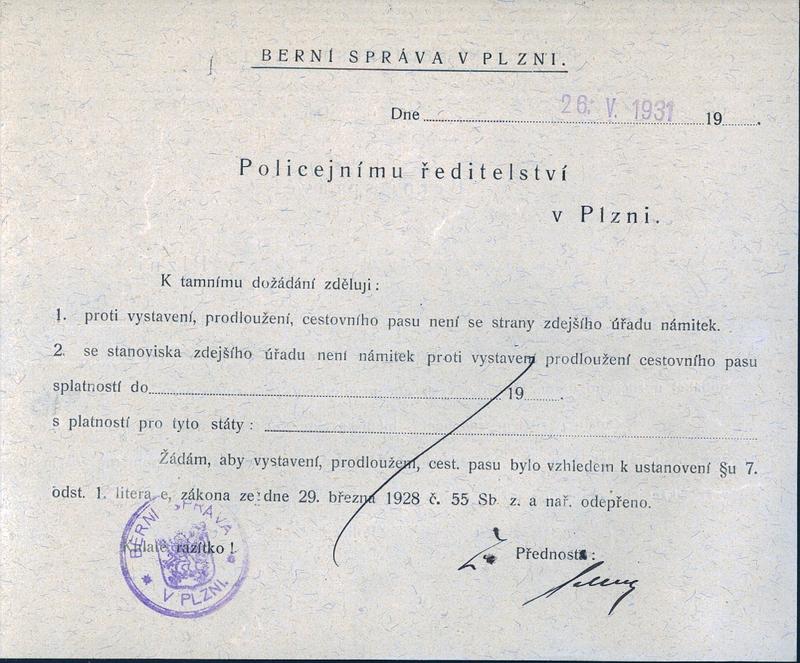 BERNÍ SPRÁVA V PLZNI.
Dne 26. V. 1931 19 .
Policejnímu ředitelství
v Plzni.
K tamnímu dožádání zděluji:
1. proti vystavení, prodloužení, cestovního pasu není se strany zdejšího úřadu námitek.
2. se stanoviska zdejšího úřadu není námitek proti vystavení prodloužení cestovního pasu
splatností do 19 .
s platností pro tyto státy:
Žádám, aby vystavení, prodloužení, cest. pasu bylo vzhledem k ustanovení §u 7.
odst. 1. litera e, zákona ze dne 29. března 1928 č. 55 Sb z. a nař. odepřeno.
Kulaté razítko!
BERNÍ SPRÁVA
V PLZNI.
Z. Přednosta: